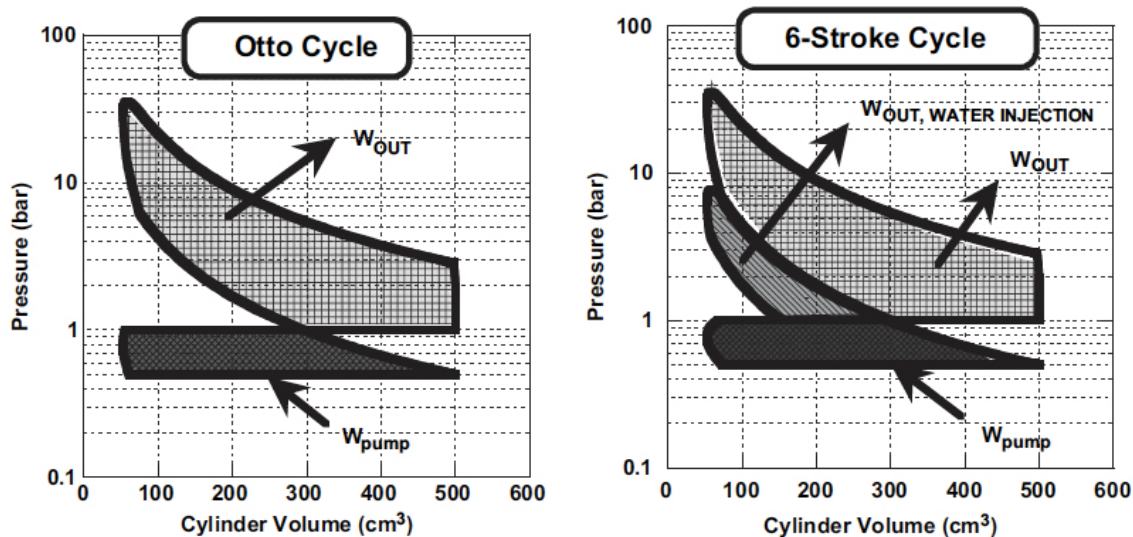 Otto Cycle
100
10
1
0.1
Pressure (bar)
W_OUT
W_pump
0 100 200 300 400 500 600
Cylinder Volume (cm³)
6-Stroke Cycle
100
10
1
0.1
Pressure (bar)
W_OUT, WATER INJECTION
W_OUT
W_pump
100 200 300 400 500 600
Cylinder Volume (cm³)